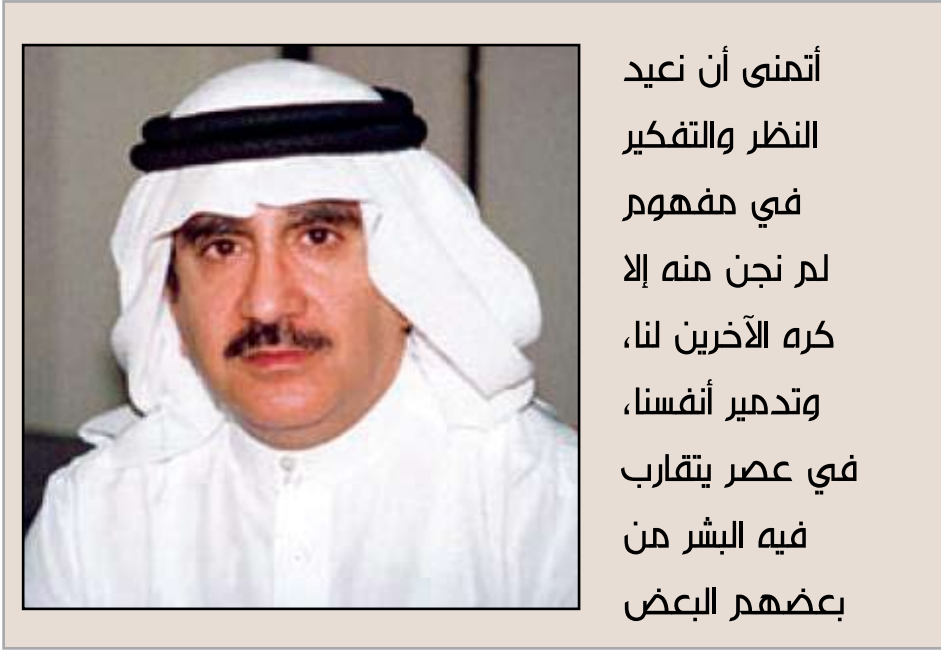 أتمنى أن نعيد
النظر والتفكير
في مفهوم
لم نجن منه إلا
كره الآخرين لنا،
وتدمير أنفسنا،
في عصر يتقارب
فيه البشر من
بعضهم البعض